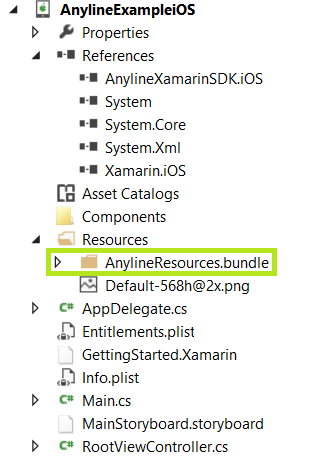 AnylineExampleiOS
Properties
References
AnylineXamarinSDK.iOS
System
System.Core
System.Xml
Xamarin.iOS
Asset Catalogs
Components
Resources
AnylineResources.bundle
Default-568h@2x.png
AppDelegate.cs
Entitlements.plist
GettingStarted.Xamarin
Info.plist
Main.cs
MainStoryboard.storyboard
RootViewController.cs